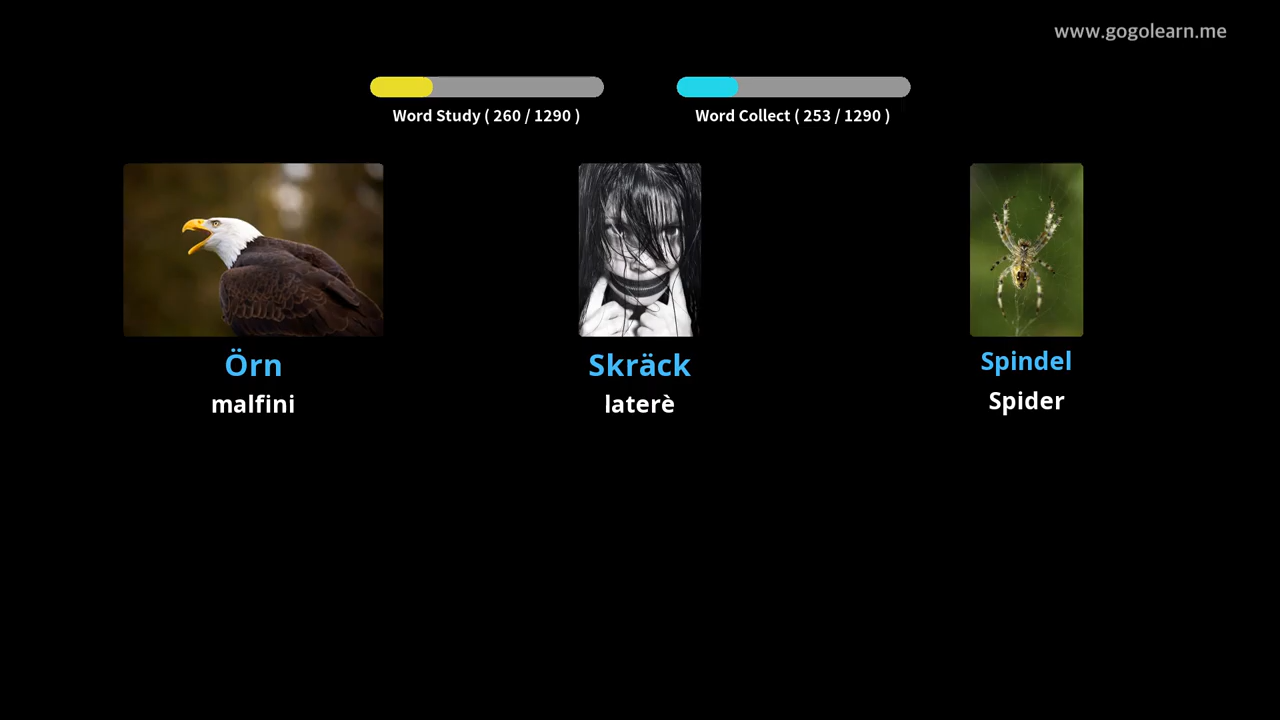 www.gogolearn.me
Word Study ( 260 / 1290 )
Word Collect ( 253 / 1290 )
Örn
malfini
Skräck
laterè
Spindel
Spider